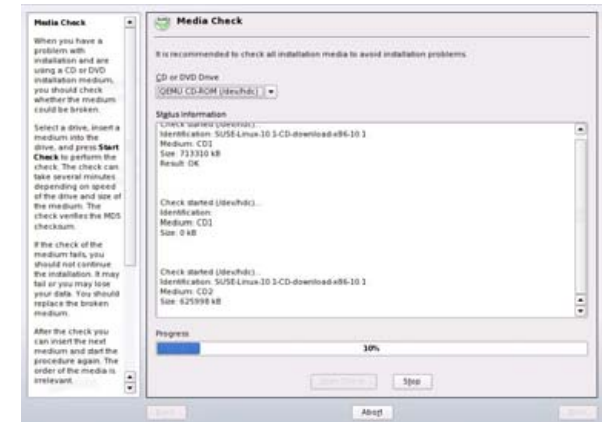 Media Check
When you have a
problem with
installation and are
using a CD or DVD
installation medium,
you should check
whether the medium
could be broken.
Select a drive, insert a
medium into the
drive, and press Start
Check to perform the
check. The check can
take several minutes
depending on speed
of the drive and size of
the medium. The
check verifies the MD5
checksum.
If the check of the
medium fails, you
should not continue
the installation. It may
fail or you may lose
your data. You should
replace the broken
medium.
After the check you
can insert the next
medium and start the
procedure again. The
order of the media is
irrelevant.
Media Check
It is recommended to check all installation media to avoid installation problems.
CD or DVD Drive
QEMU CD-ROM (/dev/hdc)
Status Information
Check started (/dev/hdc)...
Identification: SUSE-Linux-10.1-CD-download-x86-10.1
Medium: CD1
Size: 713310 kB
Result: OK
Check started (/dev/hdc)...
Identification:
Medium: CD1
Size: 0 kB
Check started (/dev/hdc)...
Identification: SUSE-Linux-10.1-CD-download-x86-10.1
Medium: CD2
Size: 625998 kB
Progress
10%
Stop
Abort